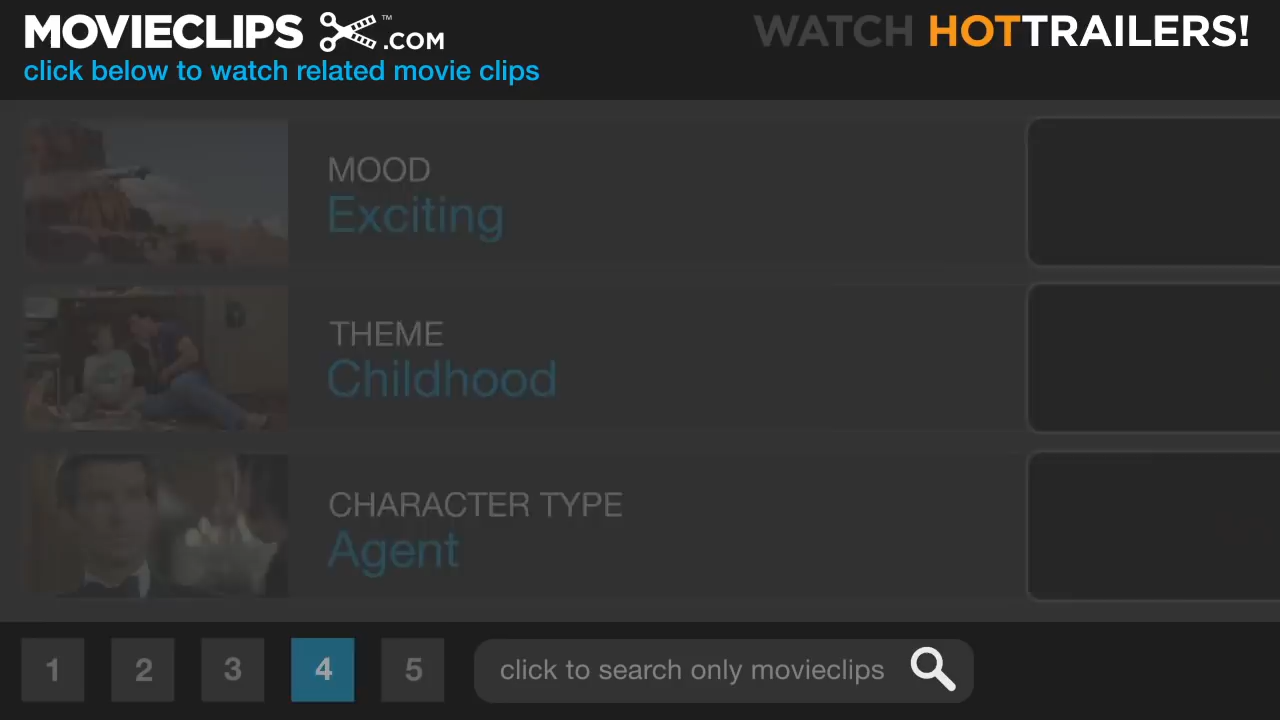 MOVIECLIPS ™ .COM
click below to watch related movie clips
WATCH HOTTRAILERS!
MOOD
Exciting
THEME
Childhood
CHARACTER TYPE
Agent
1 2 3 4 5
click to search only movieclips